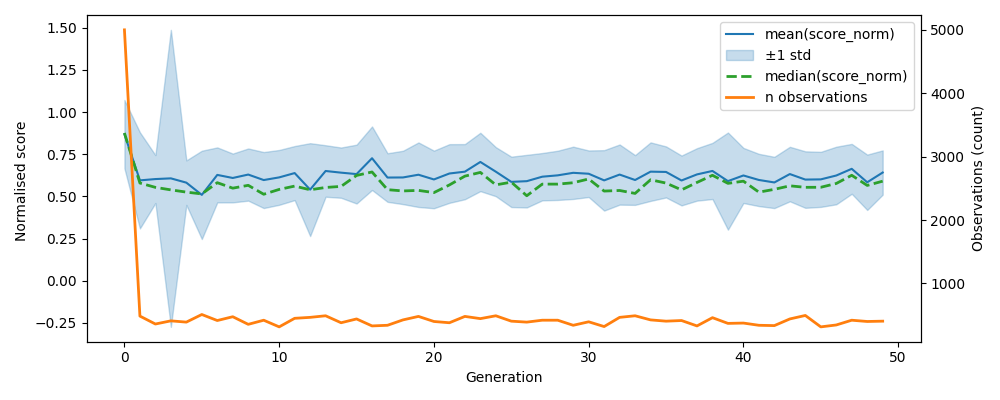 1.50
1.25
1.00
0.75
0.50
0.25
0.00
−0.25
Normalised score
0 10 20 30 40 50
Generation
5000
4000
3000
2000
1000
Observations (count)
mean(score_norm)
±1 std
median(score_norm)
n observations